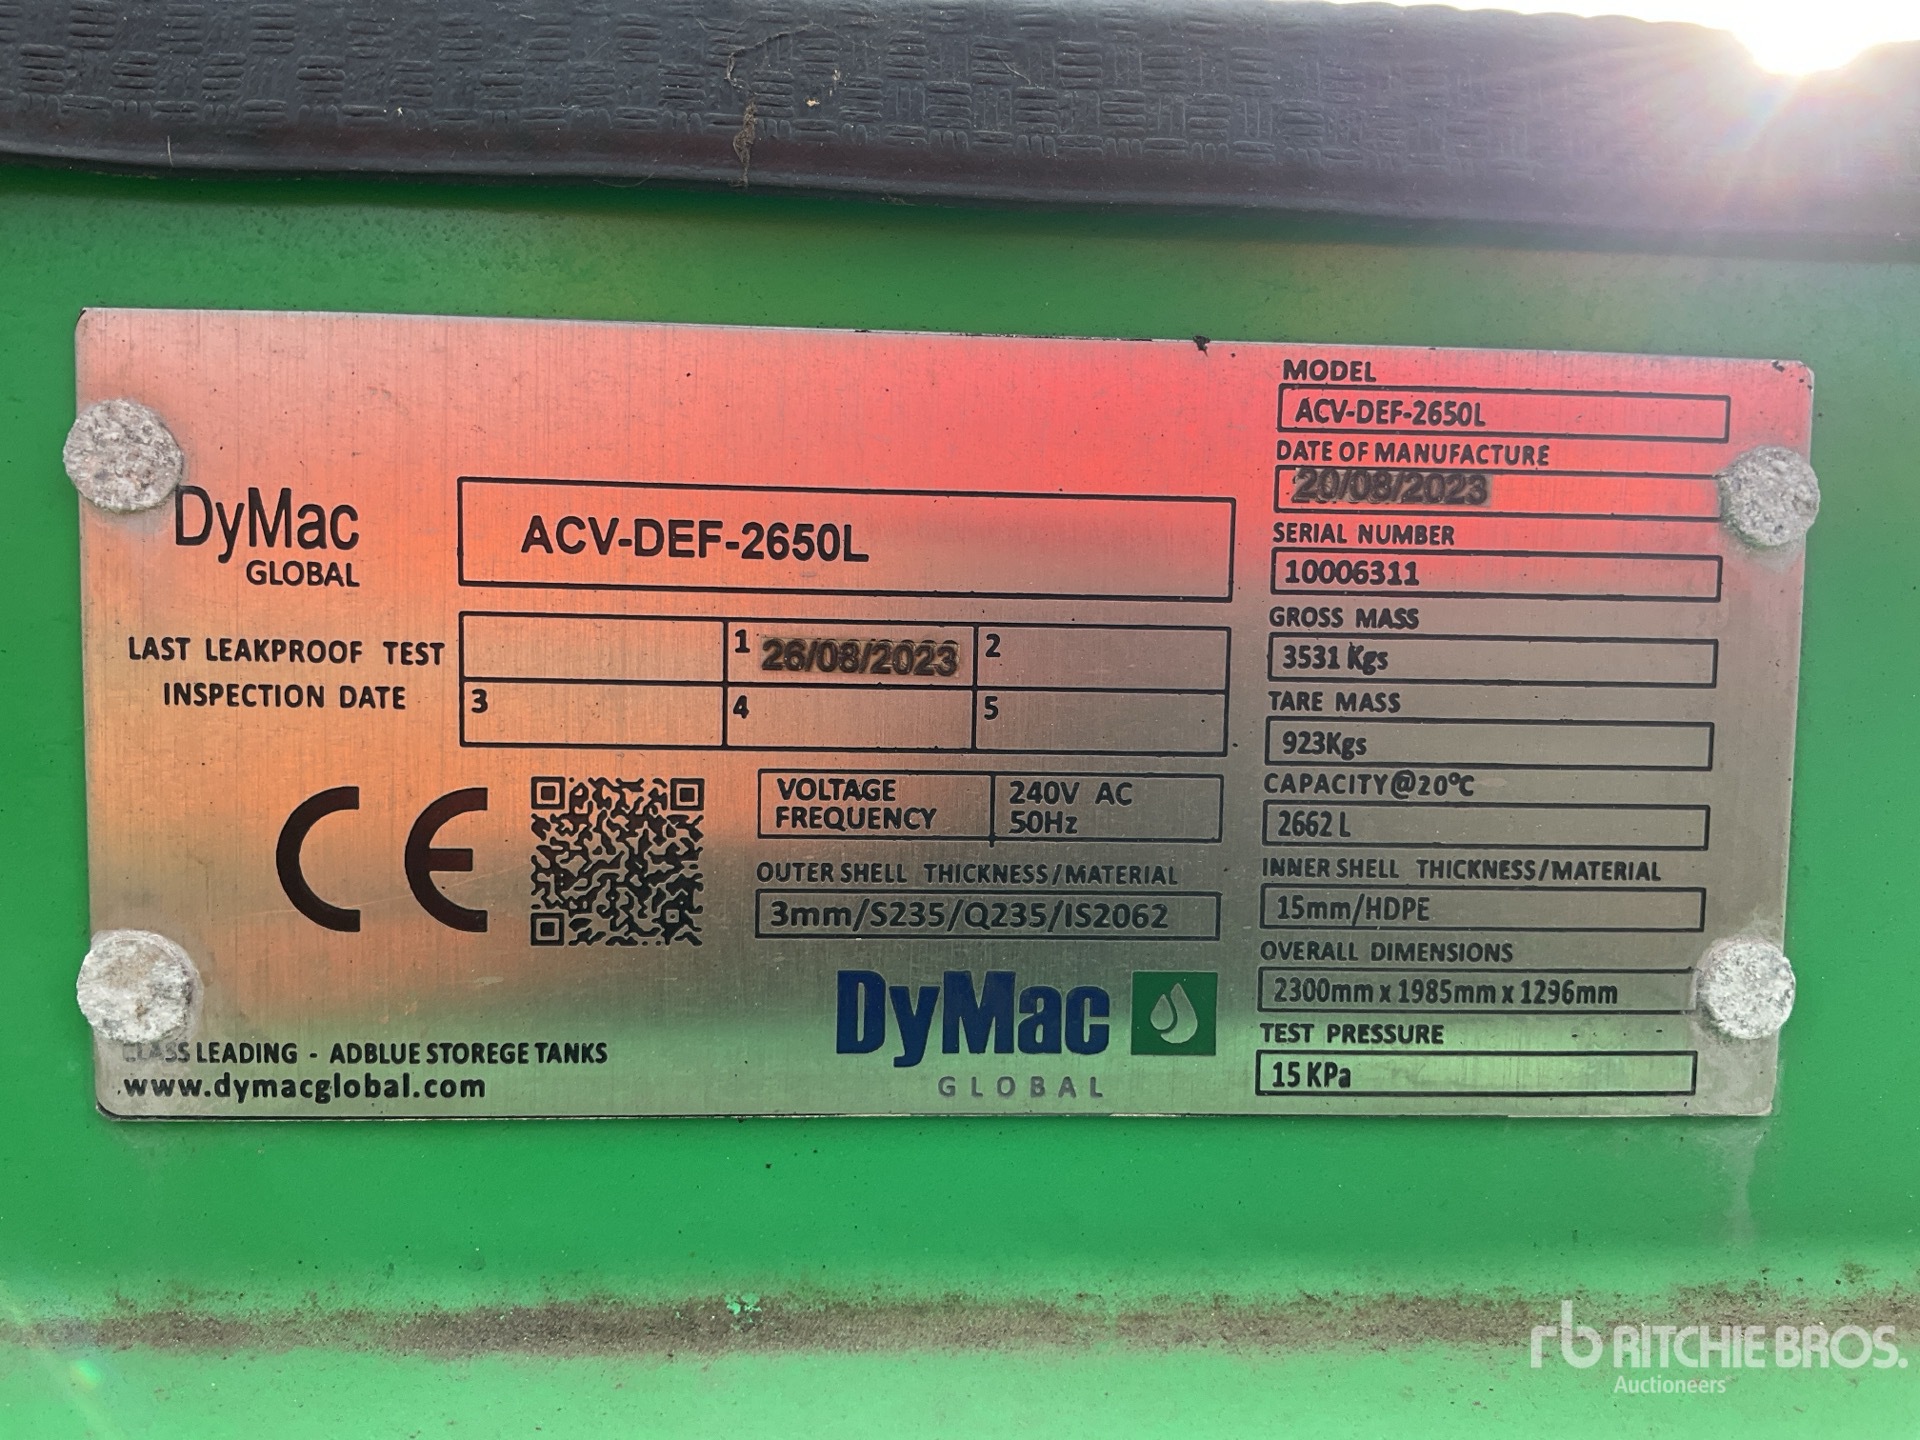 DyMac
GLOBAL
ACV-DEF-2650L
LAST LEAKPROOF TEST
INSPECTION DATE
1 26/08/2023
2
3
4
5
CE
VOLTAGE 240V AC
FREQUENCY 50Hz
OUTER SHELL THICKNESS/MATERIAL
3mm/S235/Q235/IS2062
DyMac
GLOBAL
CLASS LEADING - ADBLUE STOREGE TANKS
www.dymacglobal.com
MODEL
ACV-DEF-2650L
DATE OF MANUFACTURE
20/08/2023
SERIAL NUMBER
10006311
GROSS MASS
3531 Kgs
TARE MASS
923Kgs
CAPACITY@20°C
2662 L
INNER SHELL THICKNESS/MATERIAL
15mm/HDPE
OVERALL DIMENSIONS
2300mm x 1985mm x 1296mm
TEST PRESSURE
15 KPa
rb RITCHIE BROS.
Auctioneers